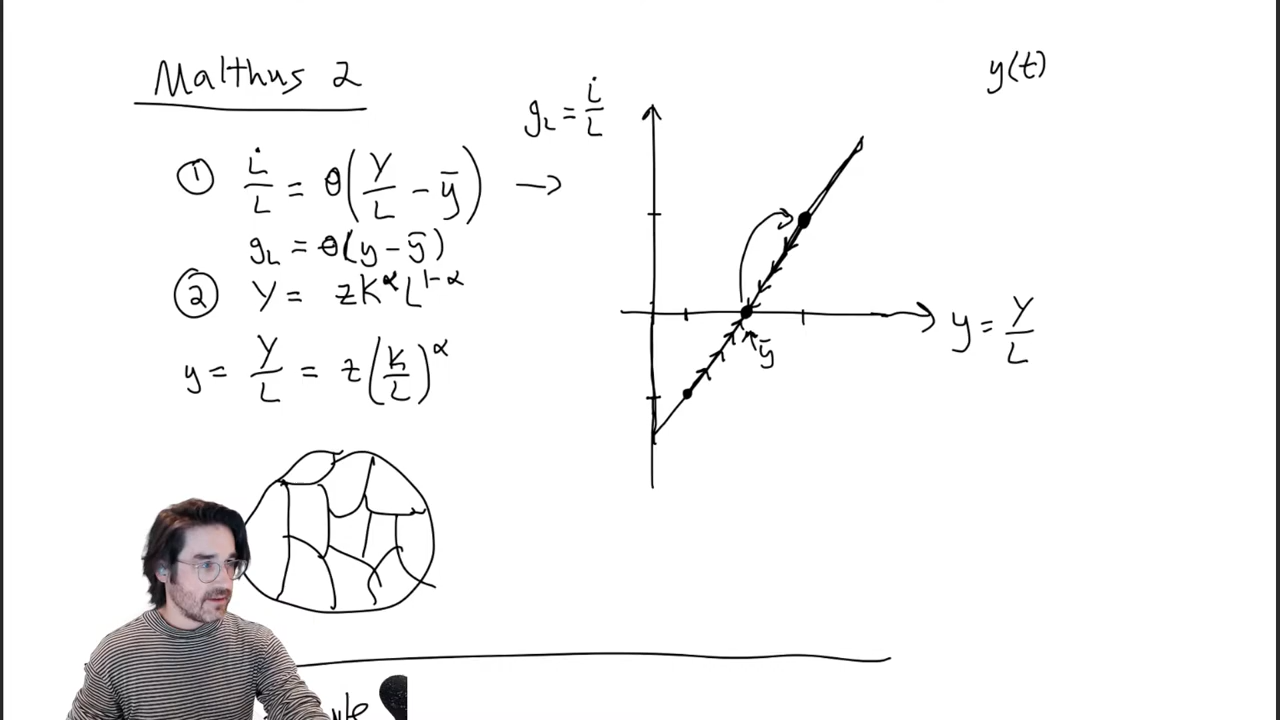 Malthus 2
① L̇/L = θ(Y/L - ȳ) →
g_L = θ(y - ȳ)
② Y = zK^α L^(1-α)
y = Y/L = z(K/L)^α
g_L = L̇/L
ȳ
y = Y/L
y(t)